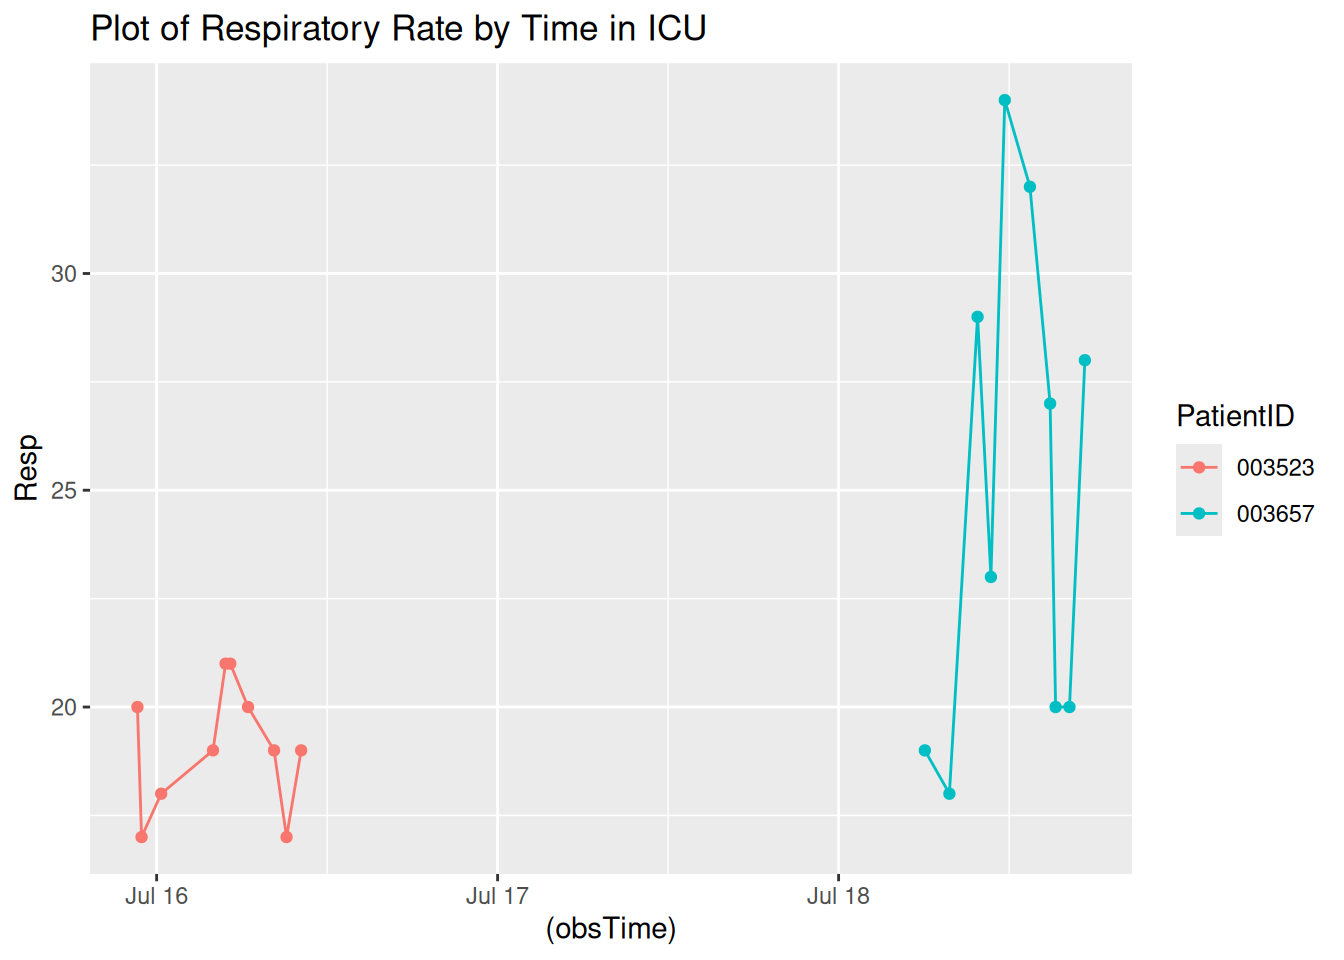 Plot of Respiratory Rate by Time in ICU
Resp
30
25
20
Jul 16
Jul 17
Jul 18
(obsTime)
PatientID
003523
003657